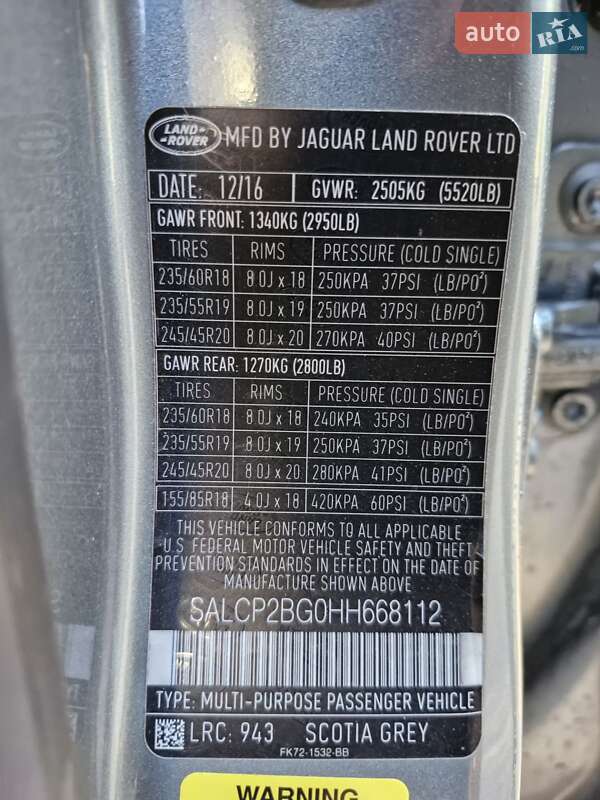 auto RIA.com
LAND ROVER MFD BY JAGUAR LAND ROVER LTD
DATE: 12/16 GVWR: 2505KG (5520LB)
GAWR FRONT: 1340KG (2950LB)
TIRES RIMS PRESSURE (COLD SINGLE)
235/60R18 8.0J x 18 250KPA 37PSI (LB/PO²)
235/55R19 8.0J x 19 250KPA 37PSI (LB/PO²)
245/45R20 8.0J x 20 270KPA 40PSI (LB/PO²)
GAWR REAR: 1270KG (2800LB)
TIRES RIMS PRESSURE (COLD SINGLE)
235/60R18 8.0J x 18 240KPA 35PSI (LB/PO²)
235/55R19 8.0J x 19 250KPA 37PSI (LB/PO²)
245/45R20 8.0J x 20 280KPA 41PSI (LB/PO²)
155/85R18 4.0J x 18 420KPA 60PSI (LB/PO²)
THIS VEHICLE CONFORMS TO ALL APPLICABLE
U.S. FEDERAL MOTOR VEHICLE SAFETY AND THEFT
PREVENTION STANDARDS IN EFFECT ON THE DATE
OF MANUFACTURE SHOWN ABOVE
SALCP2BG0HH668112
TYPE: MULTI-PURPOSE PASSENGER VEHICLE
LRC: 943 SCOTIA GREY
FK72-1532-BB
WARNING